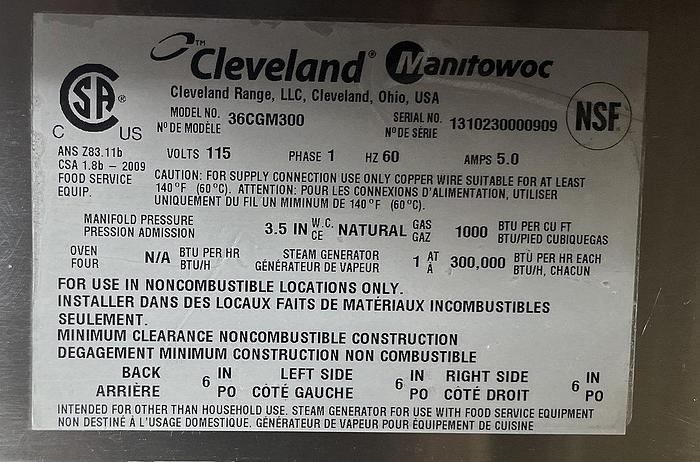 ™
Cleveland® Manitowoc
Cleveland Range, LLC, Cleveland, Ohio, USA
CSA® C US
NSF
MODEL NO. 36CGM300 SERIAL NO. 1310230000909
Nº DE MODÈLE Nº DE SÉRIE
ANS Z83.11b
CSA 1.8b – 2009
FOOD SERVICE
EQUIP.
VOLTS 115 PHASE 1 HZ 60 AMPS 5.0
CAUTION: FOR SUPPLY CONNECTION USE ONLY COPPER WIRE SUITABLE FOR AT LEAST
140°F (60°C). ATTENTION: POUR LES CONNEXIONS D'ALIMENTATION, UTILISER
UNIQUEMENT DU FIL UN MIMINUM DE 140°F (60°C).
MANIFOLD PRESSURE 3.5 IN W.C. NATURAL GAS 1000 BTU PER CU FT
PRESSION ADMISSION CE GAZ BTU/PIED CUBIQUEGAS
OVEN N/A BTU PER HR STEAM GENERATOR 1 AT 300,000 BTU PER HR EACH
FOUR BTU/H GÉNÉRATEUR DE VAPEUR À BTU/H, CHACUN
FOR USE IN NONCOMBUSTIBLE LOCATIONS ONLY.
INSTALLER DANS DES LOCAUX FAITS DE MATÉRIAUX INCOMBUSTIBLES
SEULEMENT.
MINIMUM CLEARANCE NONCOMBUSTIBLE CONSTRUCTION
DEGAGEMENT MINIMUM CONSTRUCTION NON COMBUSTIBLE
BACK 6 IN LEFT SIDE 6 IN RIGHT SIDE 6 IN
ARRIÈRE PO CÔTÉ GAUCHE PO CÔTÉ DROIT PO
INTENDED FOR OTHER THAN HOUSEHOLD USE. STEAM GENERATOR FOR USE WITH FOOD SERVICE EQUIPMENT
NON DESTINÉ À L'USAGE DOMESTIQUE. GÉNÉRATEUR DE VAPEUR POUR ÉQUIPEMENT DE CUISINE